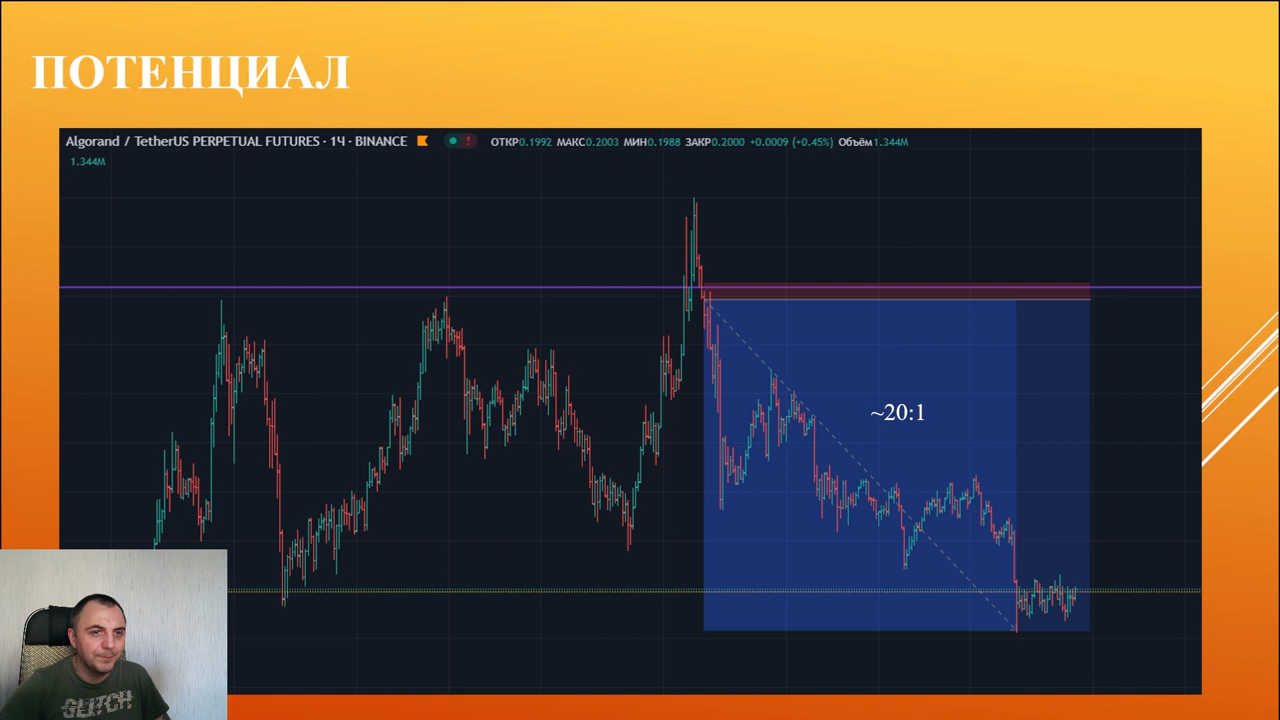 ПОТЕНЦИАЛ
Algorand / TetherUS PERPETUAL FUTURES · 1Ч · BINANCE ! ОТКР0.1992 МАКС0.2003 МИН0.1988 ЗАКР0.2000 +0.0009 (+0.45%) Объём1.344M
1.344M
~20:1
GLITCH